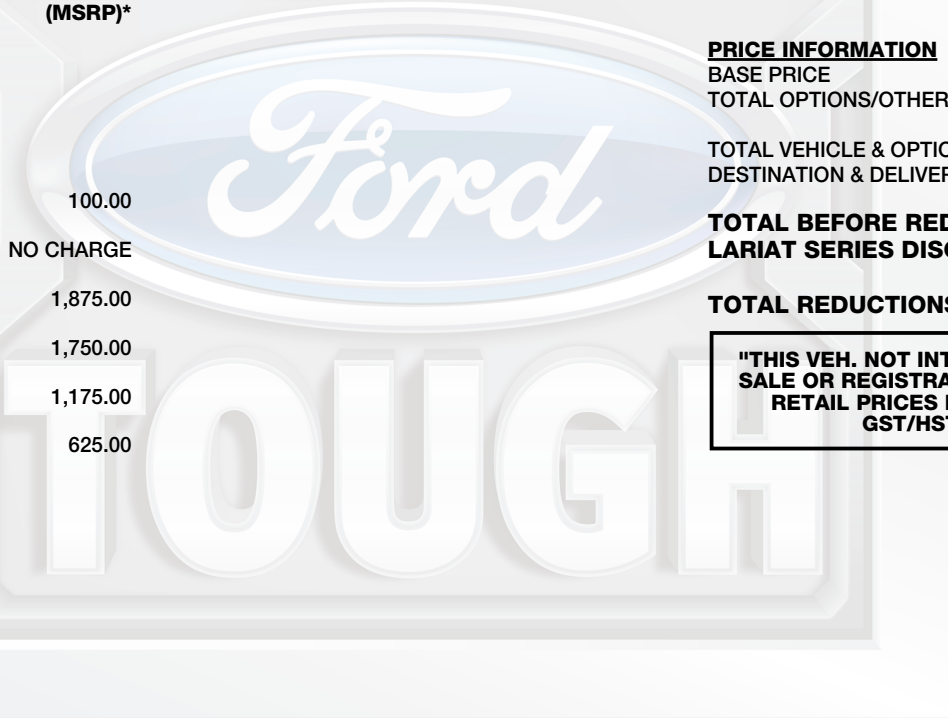 (MSRP)*
100.00
NO CHARGE
1,875.00
1,750.00
1,175.00
625.00
Ford
TOUGH
PRICE INFORMATION
BASE PRICE
TOTAL OPTIONS/OTHER
TOTAL VEHICLE & OPTIO
DESTINATION & DELIVER
TOTAL BEFORE RED
LARIAT SERIES DISC
TOTAL REDUCTIONS
"THIS VEH. NOT INT
SALE OR REGISTRA
RETAIL PRICES
GST/HST